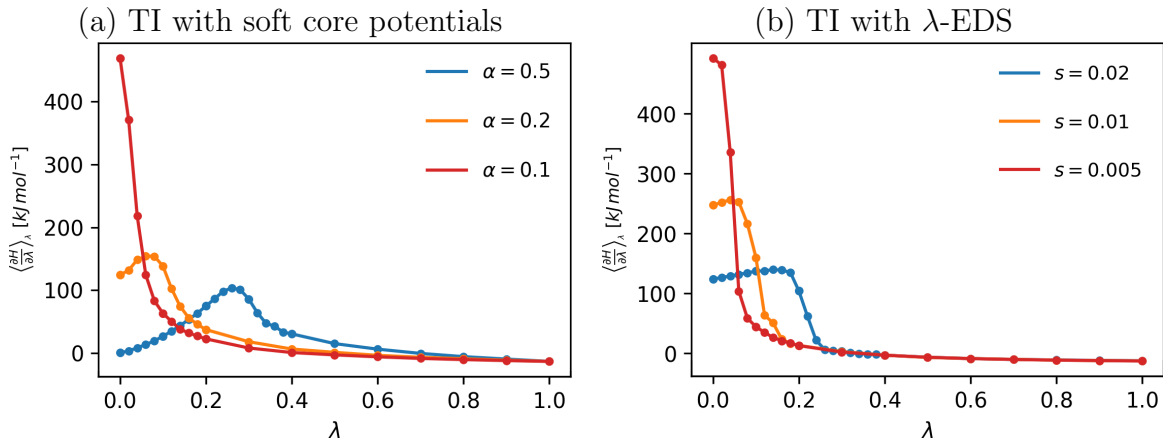 (a) TI with soft core potentials
400
300
200
100
0
⟨∂H/∂λ⟩_λ [kJ mol⁻¹]
α = 0.5
α = 0.2
α = 0.1
0.0 0.2 0.4 0.6 0.8 1.0
λ
(b) TI with λ-EDS
400
300
200
100
0
⟨∂H/∂λ⟩_λ [kJ mol⁻¹]
s = 0.02
s = 0.01
s = 0.005
0.0 0.2 0.4 0.6 0.8 1.0
λ